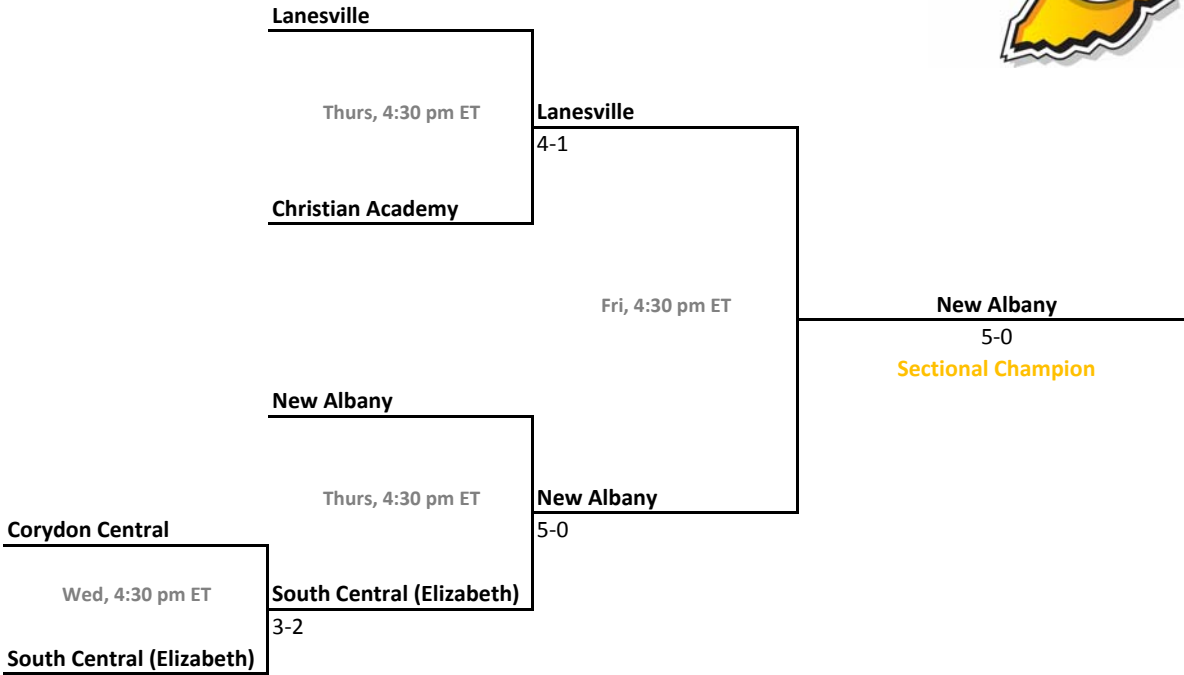 Lanesville
Thurs, 4:30 pm ET
Lanesville
4-1
Christian Academy
Fri, 4:30 pm ET
New Albany
5-0
Sectional Champion
New Albany
Thurs, 4:30 pm ET
New Albany
5-0
Corydon Central
Wed, 4:30 pm ET
South Central (Elizabeth)
3-2
South Central (Elizabeth)